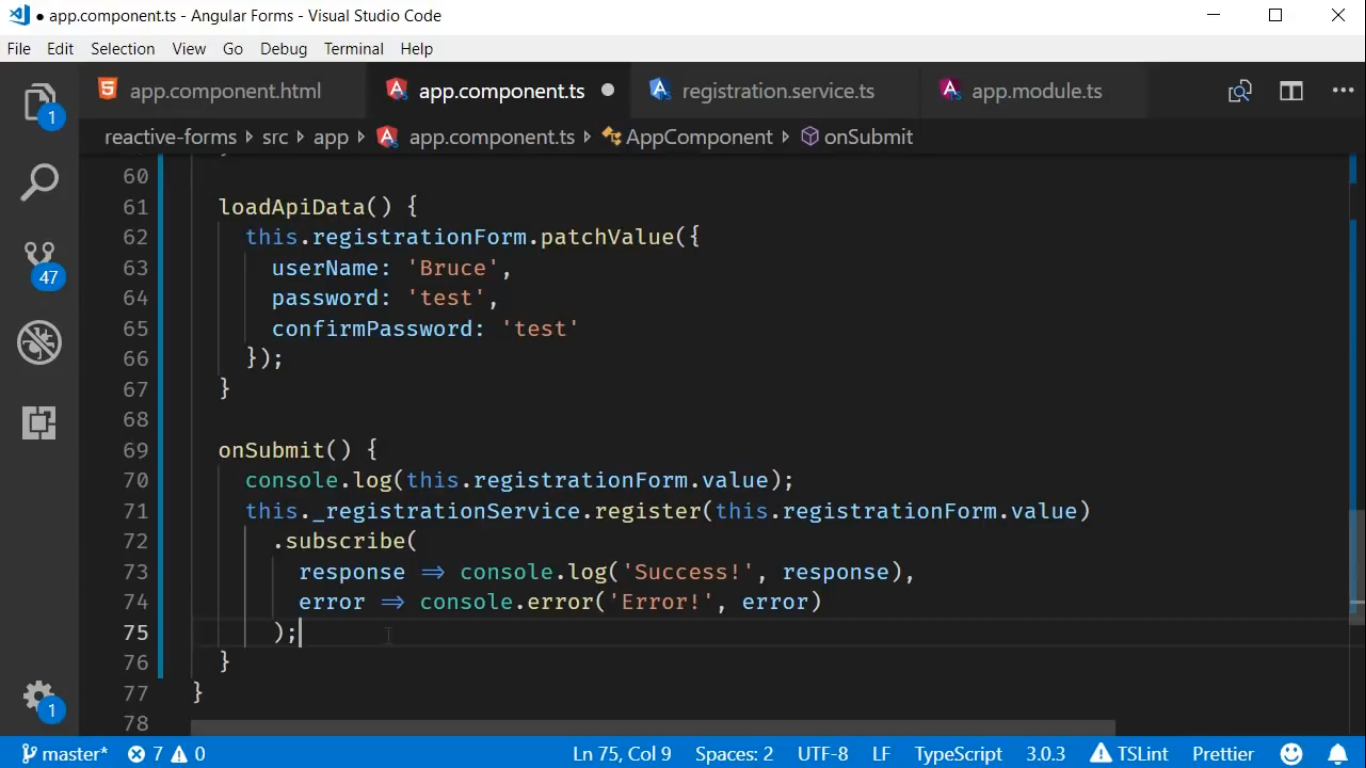 ● app.component.ts - Angular Forms - Visual Studio Code
File Edit Selection View Go Debug Terminal Help
app.component.html app.component.ts ● registration.service.ts app.module.ts
1
reactive-forms ▸ src ▸ app ▸ app.component.ts ▸ AppComponent ▸ onSubmit
60
61 loadApiData() {
62 this.registrationForm.patchValue({
63 userName: 'Bruce',
64 password: 'test',
47
65 confirmPassword: 'test'
66 });
67 }
68
69 onSubmit() {
70 console.log(this.registrationForm.value);
71 this._registrationService.register(this.registrationForm.value)
72 .subscribe(
73 response ⇒ console.log('Success!', response),
74 error ⇒ console.error('Error!', error)
75 );
76 }
77 }
1
78
master* 7 0 Ln 75, Col 9 Spaces: 2 UTF-8 LF TypeScript 3.0.3 TSLint Prettier